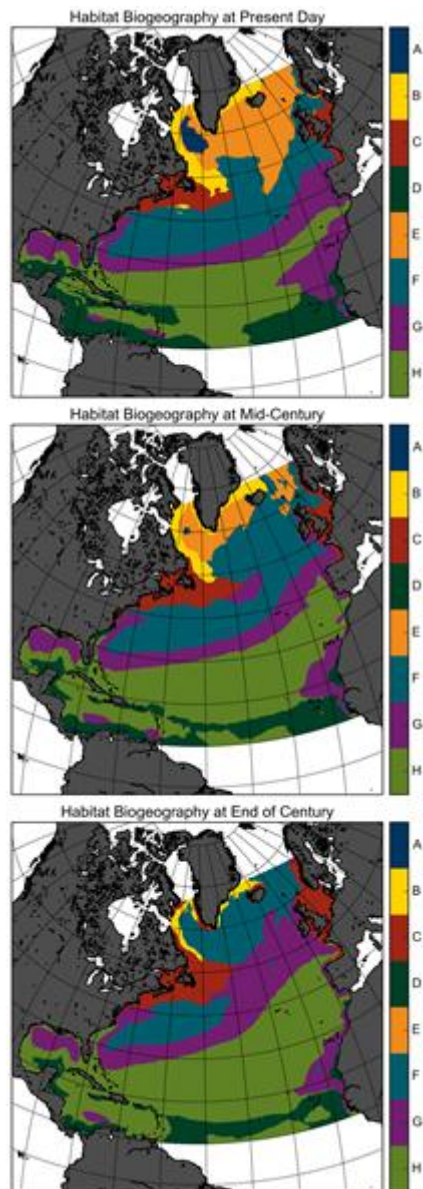 Habitat Biogeography at Present Day
A
B
C
D
E
F
G
H
Habitat Biogeography at Mid-Century
A
B
C
D
E
F
G
H
Habitat Biogeography at End of Century
A
B
C
D
E
F
G
H